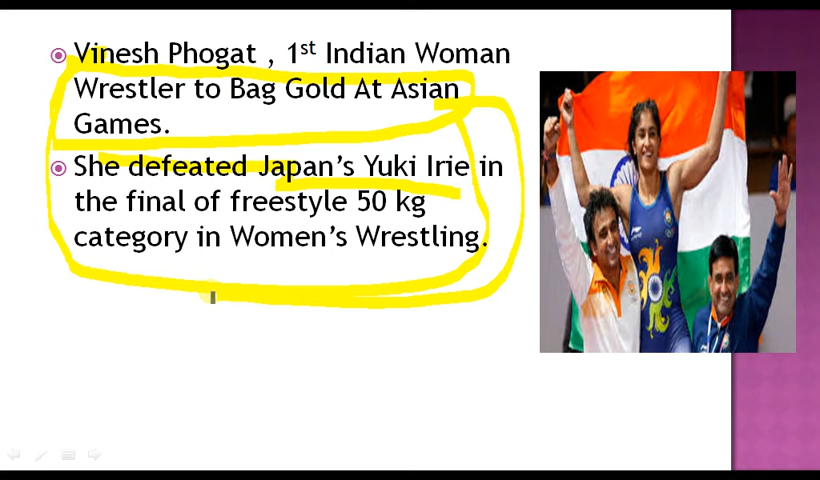 Vinesh Phogat , 1st Indian Woman
Wrestler to Bag Gold At Asian
Games.
She defeated Japan's Yuki Irie in
the final of freestyle 50 kg
category in Women's Wrestling.